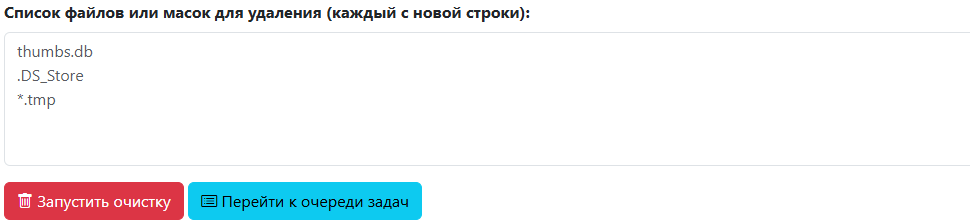 Список файлов или масок для удаления (каждый с новой строки):
thumbs.db
.DS_Store
*.tmp
Запустить очистку Перейти к очереди задач